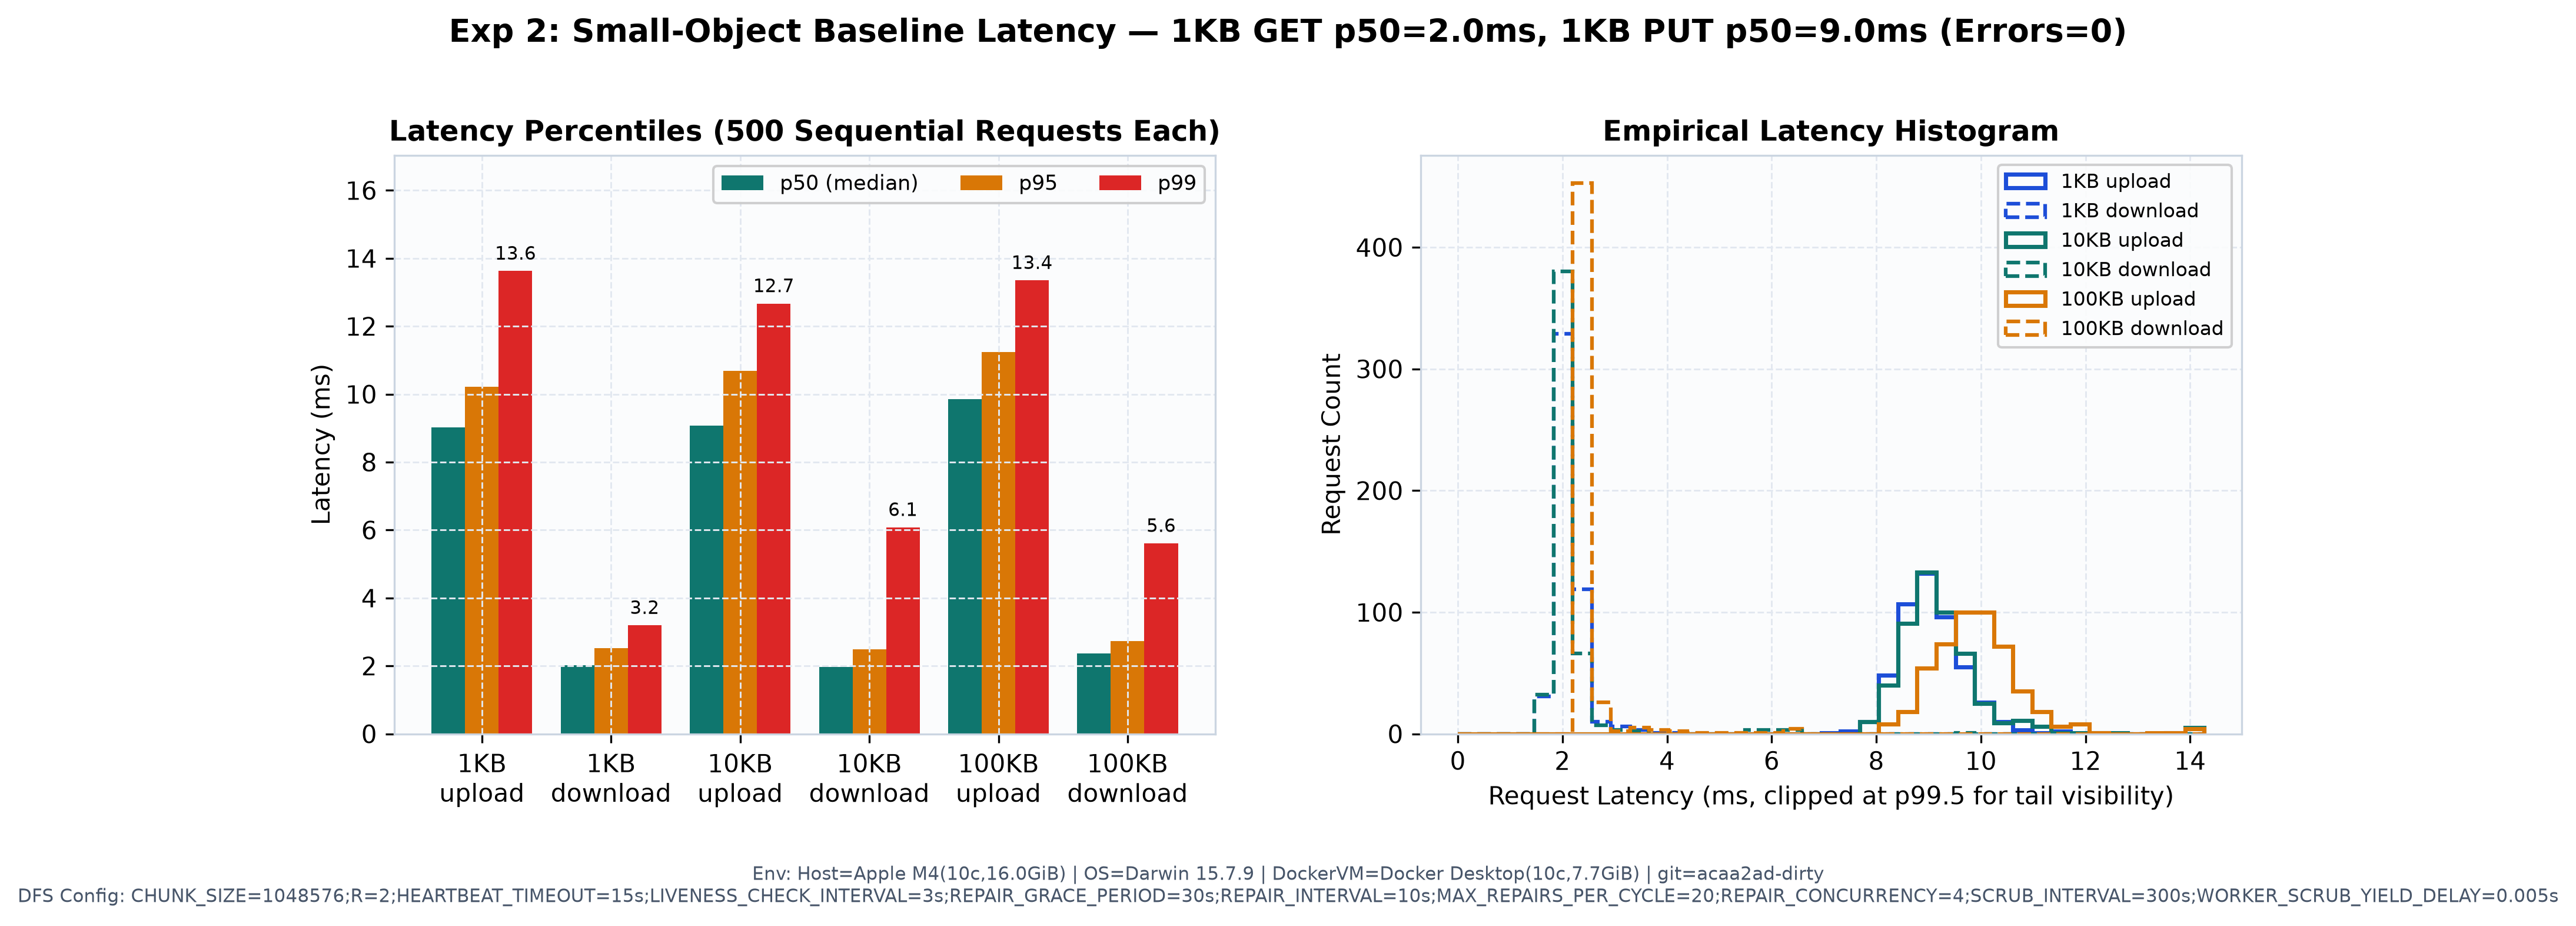 Exp 2: Small-Object Baseline Latency — 1KB GET p50=2.0ms, 1KB PUT p50=9.0ms (Errors=0)
Latency Percentiles (500 Sequential Requests Each)
p50 (median)
p95
p99
Latency (ms)
16
14
12
10
8
6
4
2
0
13.6
3.2
12.7
6.1
13.4
5.6
1KB
upload
1KB
download
10KB
upload
10KB
download
100KB
upload
100KB
download
Empirical Latency Histogram
1KB upload
1KB download
10KB upload
10KB download
100KB upload
100KB download
Request Count
400
300
200
100
0
0 2 4 6 8 10 12 14
Request Latency (ms, clipped at p99.5 for tail visibility)
Env: Host=Apple M4(10c,16.0GiB) | OS=Darwin 15.7.9 | DockerVM=Docker Desktop(10c,7.7GiB) | git=acaa2ad-dirty
DFS Config: CHUNK_SIZE=1048576;R=2;HEARTBEAT_TIMEOUT=15s;LIVENESS_CHECK_INTERVAL=3s;REPAIR_GRACE_PERIOD=30s;REPAIR_INTERVAL=10s;MAX_REPAIRS_PER_CYCLE=20;REPAIR_CONCURRENCY=4;SCRUB_INTERVAL=300s;WORKER_SCRUB_YIELD_DELAY=0.005s